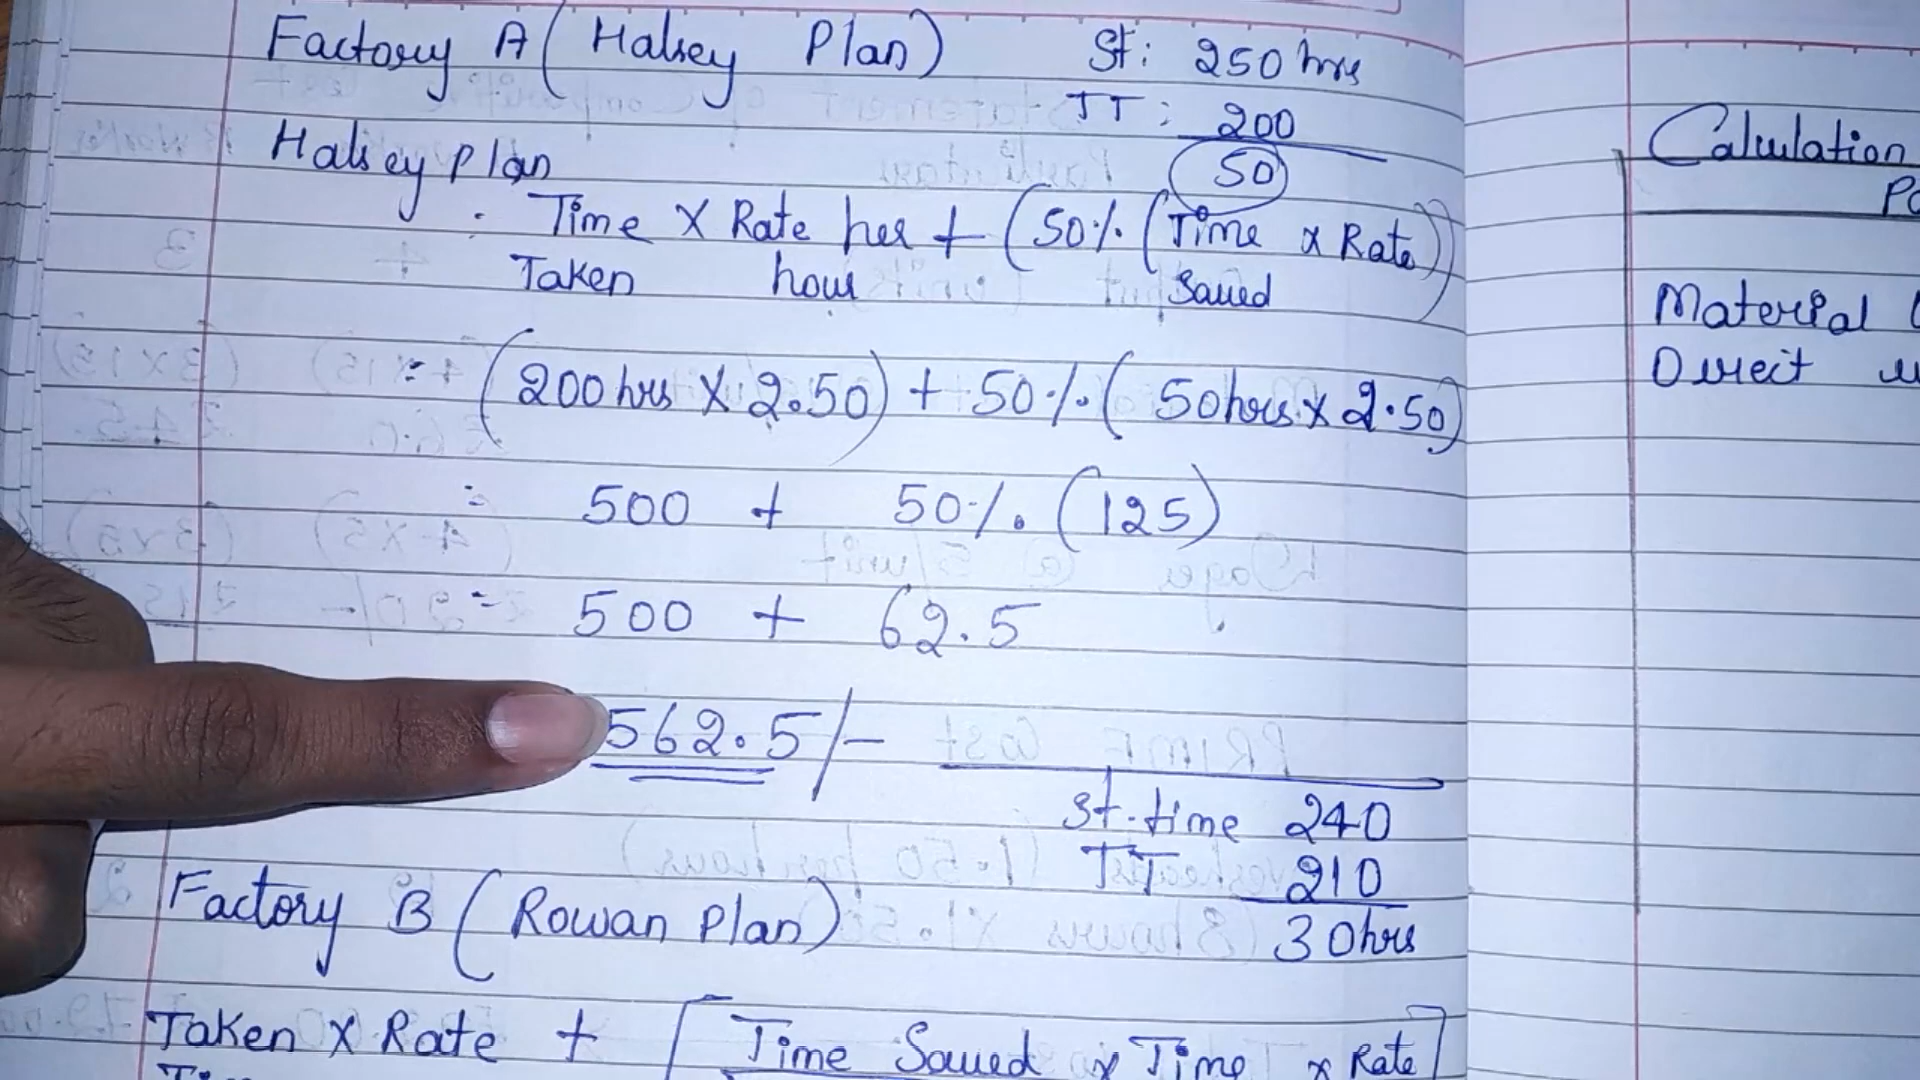 Factory A (Halsey Plan) St: 250 hrs
TT: 200
50
Halsey plan
: Time X Rate her + (50% (Time x Rate))
Taken hour Saved
= (200 hrs X 2.50) + 50% (50 hours x 2.50)
= 500 + 50% (125)
= 500 + 62.5
562.5/-
St. time 240
TT 210
30 hrs
Factory B (Rowan plan)
Taken X Rate + [Time Saved x Time x Rate]
Calculation
Material
Direct